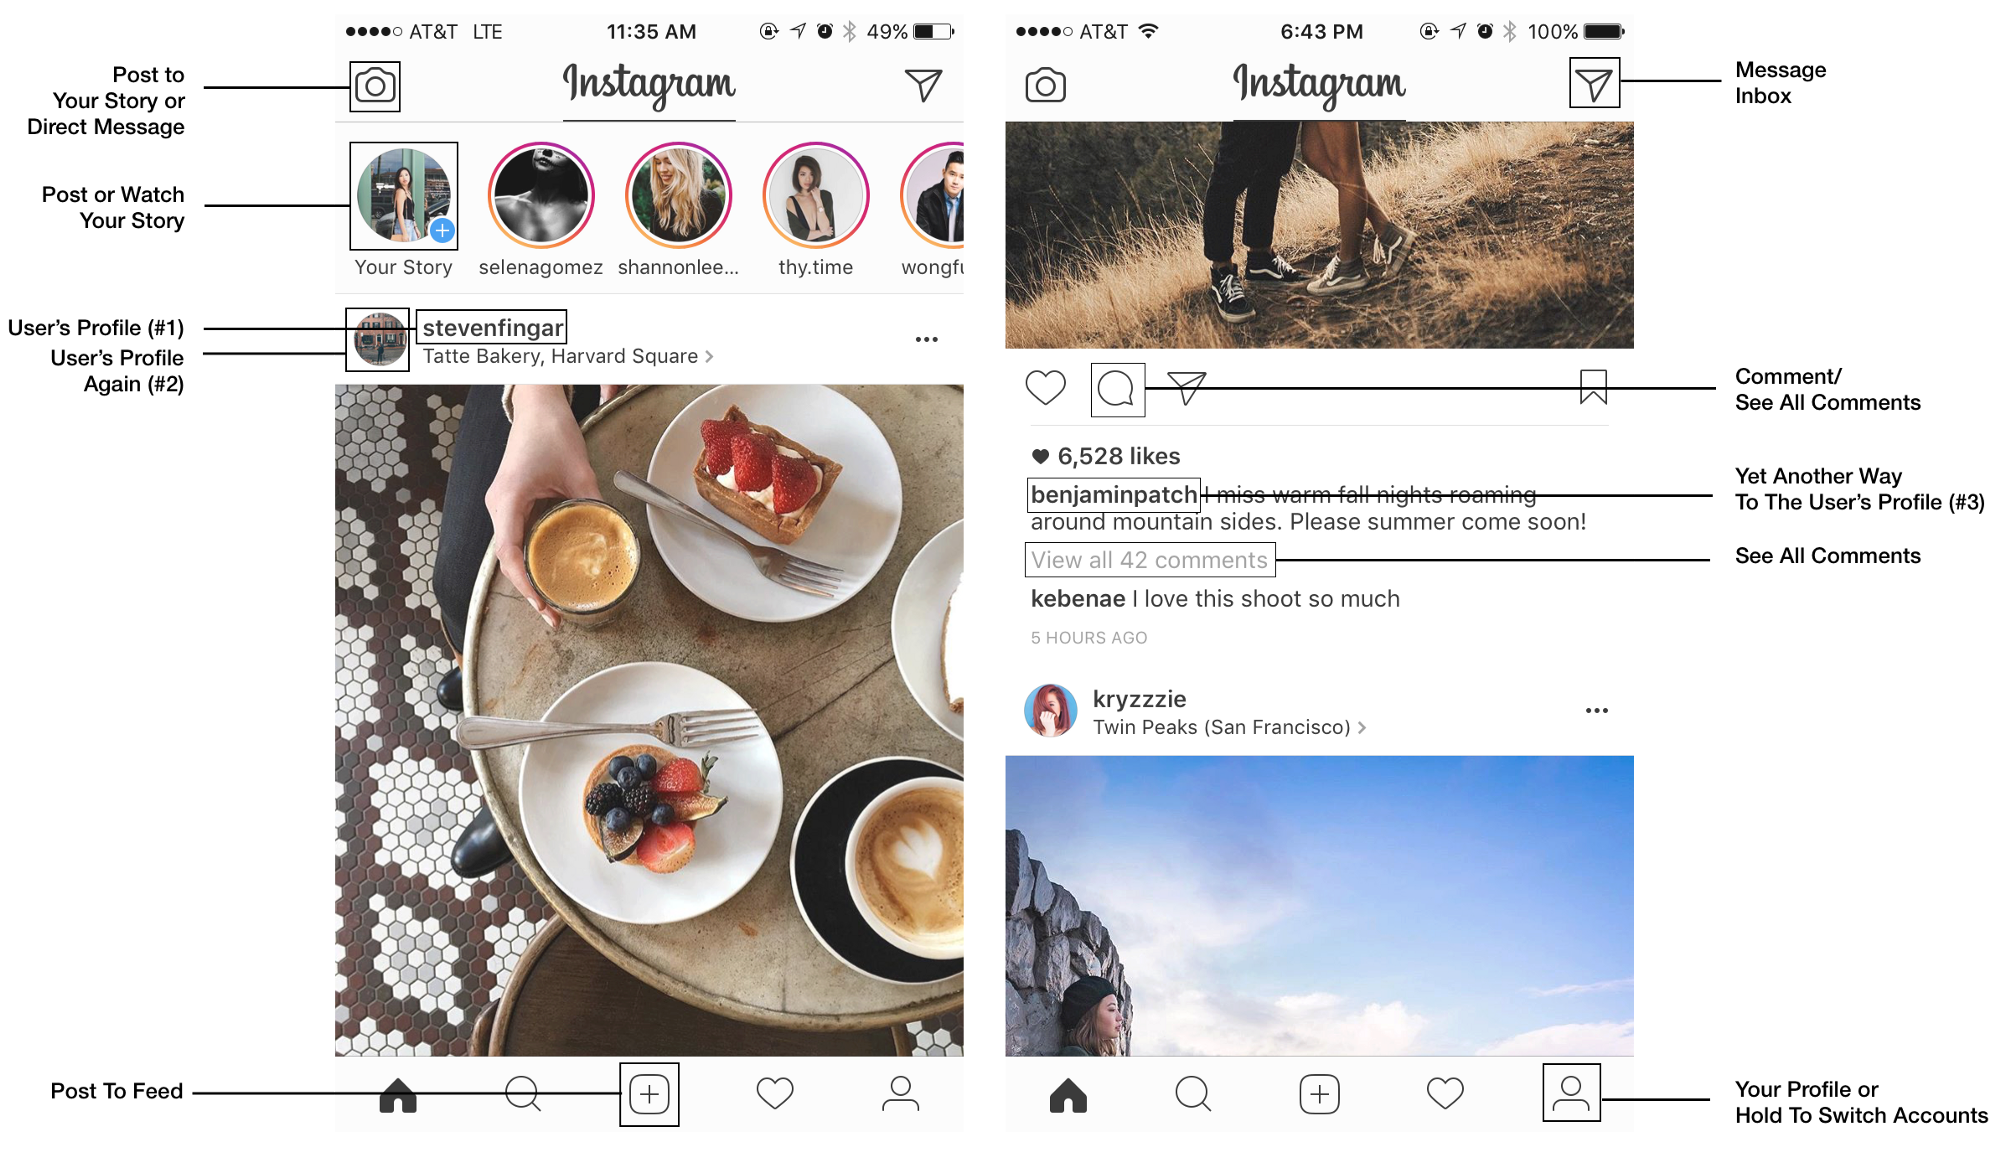 AT&T LTE 11:35 AM 49%
Instagram
Post to
Your Story or
Direct Message
Post or Watch
Your Story
Your Story selenagomez shannonlee... thy.time wongfu
User's Profile (#1)
User's Profile
Again (#2)
stevenfingar
Tatte Bakery, Harvard Square >
Post To Feed
AT&T 6:43 PM 100%
Instagram
Message
Inbox
Comment/
See All Comments
6,528 likes
benjaminpatch I miss warm fall nights roaming
around mountain sides. Please summer come soon!
Yet Another Way
To The User's Profile (#3)
View all 42 comments
See All Comments
kebenae I love this shoot so much
5 HOURS AGO
kryzzzie
Twin Peaks (San Francisco) >
Your Profile or
Hold To Switch Accounts